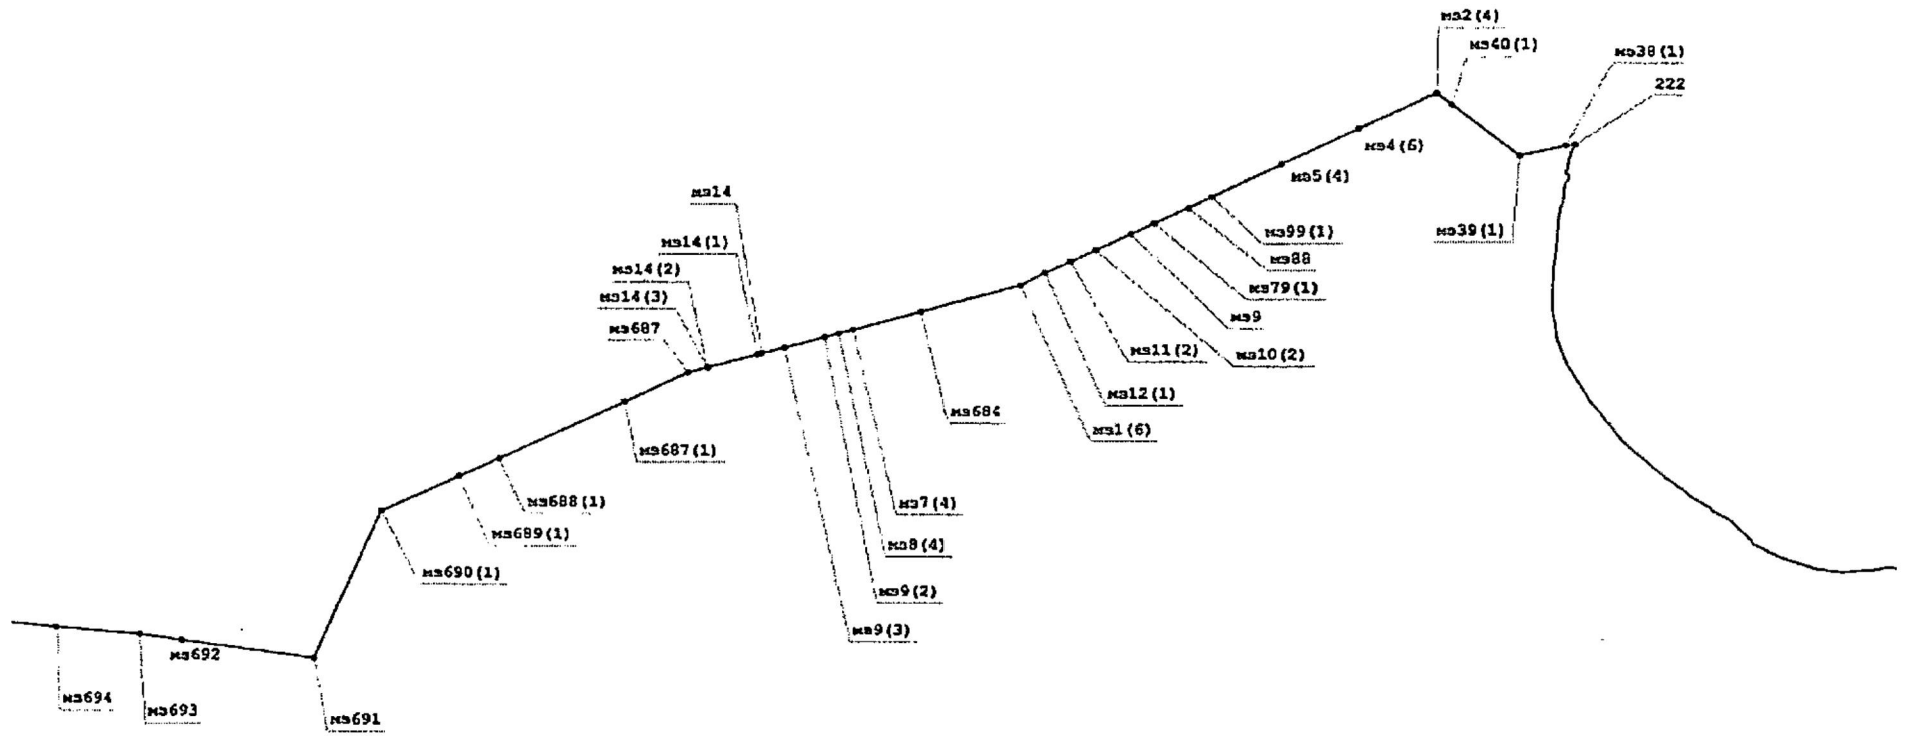 мэ2(4)
мэ40(1)
мэ38(1)
222
мэ4(6)
мэ5(4)
мэ14
мэ99(1)
мэ39(1)
мэ14(1)
мэ88
мэ14(2)
мэ79(1)
мэ14(3)
мэ9
мэ687
мэ11(2)
мэ10(2)
мэ12(1)
мэ684
мэ1(6)
мэ687(1)
мэ688(1)
мэ7(4)
мэ689(1)
мэ8(4)
мэ690(1)
мэ9(2)
мэ9(3)
мэ692
мэ694
мэ693
мэ691